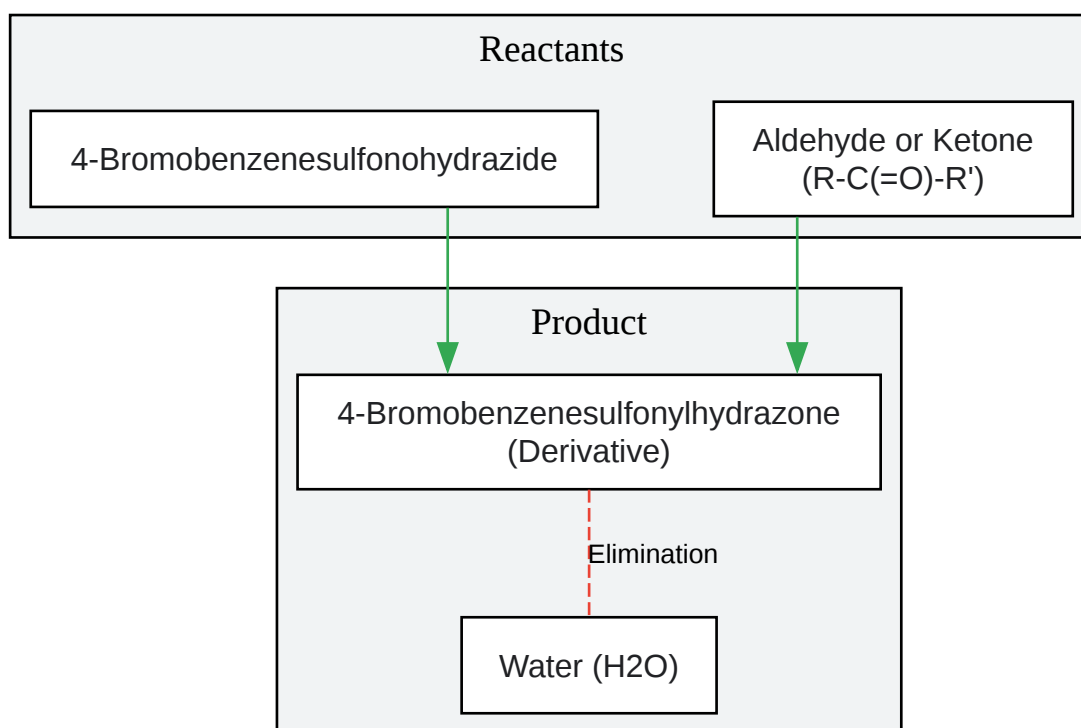 Reactants
4-Bromobenzenesulfonohydrazide
Aldehyde or Ketone
(R-C(=O)-R')
Product
4-Bromobenzenesulfonylhydrazone
(Derivative)
Elimination
Water (H2O)